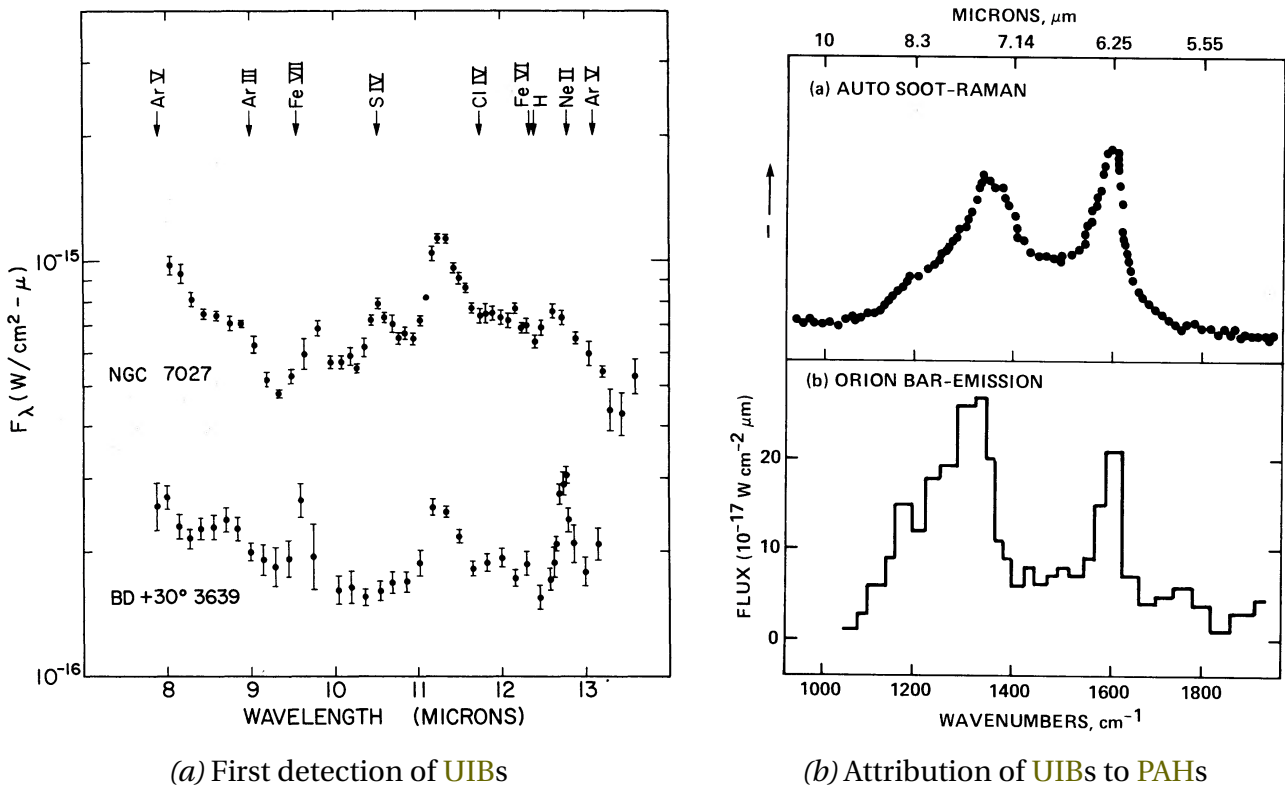 Ar V
Ar III
Fe VII
S IV
Cl IV
Fe VI
H
Ne II
Ar V
10⁻¹⁵
10⁻¹⁶
F_λ (W/cm² – μ)
NGC 7027
BD +30° 3639
8 9 10 11 12 13
WAVELENGTH (MICRONS)
(a) First detection of UIBs
MICRONS, μm
10 8.3 7.14 6.25 5.55
(a) AUTO SOOT-RAMAN
I
(b) ORION BAR-EMISSION
FLUX (10⁻¹⁷ W cm⁻² μm)
20
10
0
1000 1200 1400 1600 1800
WAVENUMBERS, cm⁻¹
(b) Attribution of UIBs to PAHs